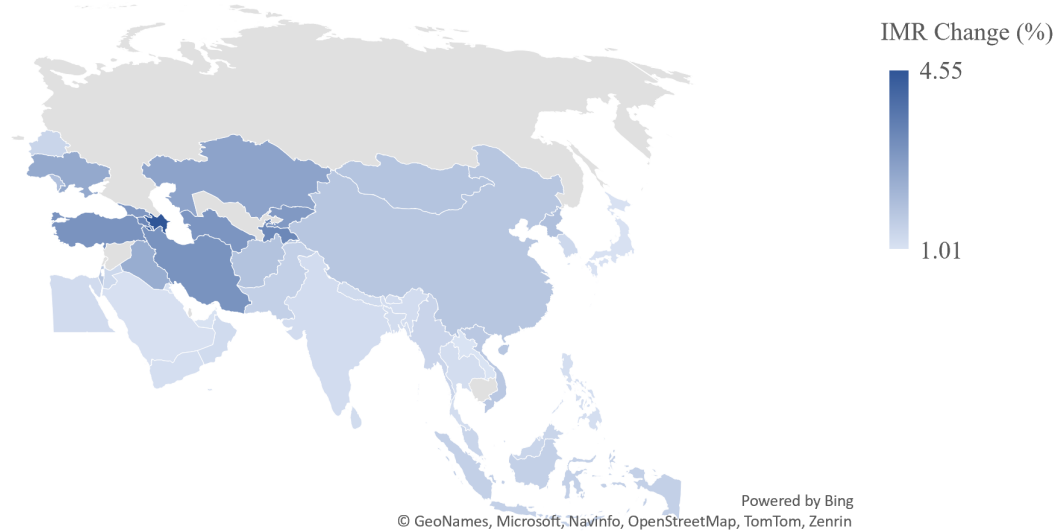 IMR Change (%)
4.55
1.01
Powered by Bing
© GeoNames, Microsoft, Navinfo, OpenStreetMap, TomTom, Zenrin